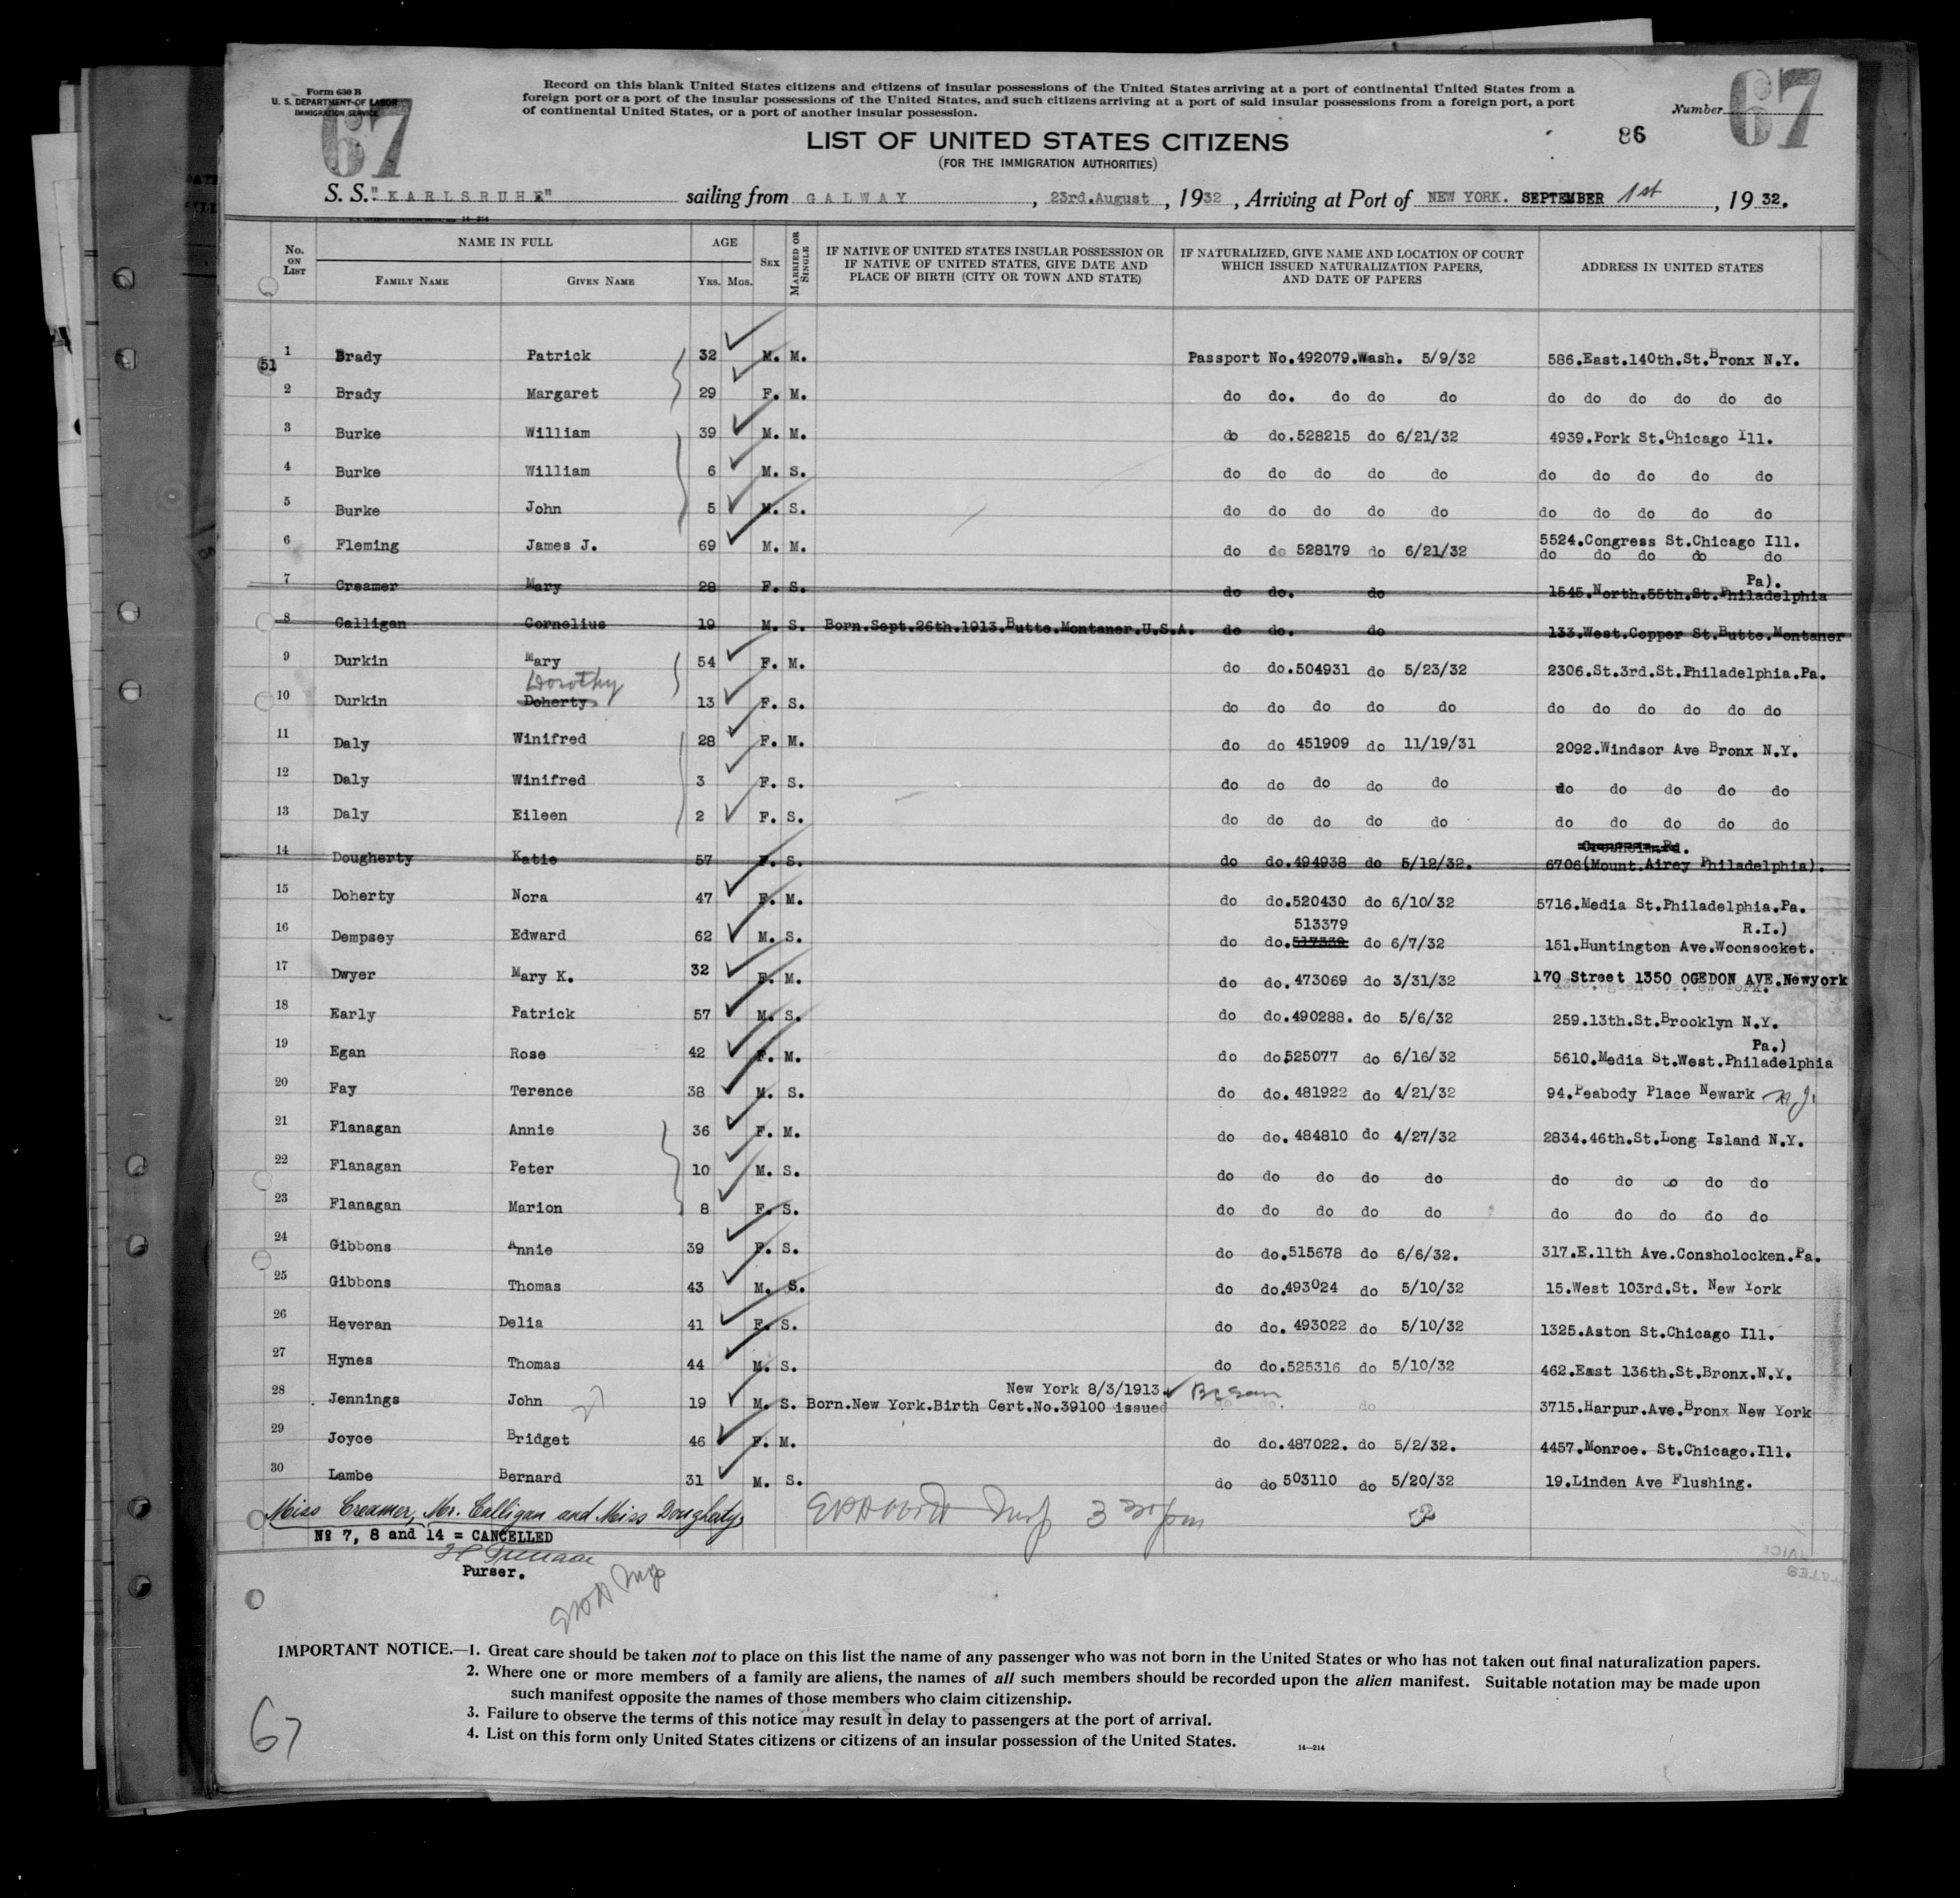 Form 630 B
U. S. DEPARTMENT OF LABOR
IMMIGRATION SERVICE
67
Record on this blank United States citizens and citizens of insular possessions of the United States arriving at a port of continental United States from a
foreign port or a port of the insular possessions of the United States, and such citizens arriving at a port of said insular possessions from a foreign port, a port
of continental United States, or a port of another insular possession.
Number 67
86
LIST OF UNITED STATES CITIZENS
(FOR THE IMMIGRATION AUTHORITIES)
S. S. "KARLSRUHE" sailing from GALWAY, 23rd.August, 1932, Arriving at Port of NEW YORK. SEPTEMBER 1st, 1932.
14-214
No. ON LIST NAME IN FULL FAMILY NAME GIVEN NAME AGE YRS. MOS. SEX MARRIED OR SINGLE IF NATIVE OF UNITED STATES INSULAR POSSESSION OR IF NATIVE OF UNITED STATES, GIVE DATE AND PLACE OF BIRTH (CITY OR TOWN AND STATE) IF NATURALIZED, GIVE NAME AND LOCATION OF COURT WHICH ISSUED NATURALIZATION PAPERS, AND DATE OF PAPERS ADDRESS IN UNITED STATES
51
1 Brady Patrick 32 M. M. Passport No.492079.Wash. 5/9/32 586.East.140th.St.Bronx N.Y.
2 Brady Margaret 29 F. M. do do. do do do do do do do do do
3 Burke William 39 M. M. do do.528215 do 6/21/32 4939.Pork St.Chicago Ill.
4 Burke William 6 M. S. do do do do do do do do do do
5 Burke John 5 M. S. do do do do do do do do do do
6 Fleming James J. 69 M. M. do do 528179 do 6/21/32 5524.Congress St.Chicago Ill.
do do do do do
7 Creamer Mary 28 F. S. do do. do 1545.North.55th.St.Philadelphia Pa).
8 Calligan Cornelius 19 M. S. Born.Sept.26th.1913.Butte.Montaner.U.S.A. do do. do 133.West.Copper St.Butte.Montaner
9 Durkin Mary 54 F. M. do do.504931 do 5/23/32 2306.St.3rd.St.Philadelphia.Pa.
Dorothy
10 Durkin Doherty 13 F. S. do do do do do do do do do do do
11 Daly Winifred 28 F. M. do do 451909 do 11/19/31 2092.Windsor Ave Bronx N.Y.
12 Daly Winifred 3 F. S. do do do do do do do do do do
13 Daly Eileen 2 F. S. do do do do do do do do do do
14 Dougherty Katie 57 F. S. do do.494938 do 5/12/32. 6706(Mount.Airey Philadelphia).
15 Doherty Nora 47 F. M. do do.520430 do 6/10/32 5716.Media St.Philadelphia.Pa.
513379 R.I.)
16 Dempsey Edward 62 M. S. do do.517339 do 6/7/32 151.Huntington Ave.Woonsocket.
17 Dwyer Mary K. 32 F. M. do do.473069 do 3/31/32 170 Street 1350 OGEDON AVE.Newyork
18 Early Patrick 57 M. S. do do.490288. do 5/6/32 259.13th.St.Brooklyn N.Y.
Pa.)
19 Egan Rose 42 F. M. do do525077 do 6/16/32 5610.Media St.West.Philadelphia
20 Fay Terence 38 M. S. do do. 481922 do 4/21/32 94.Peabody Place Newark N.J.
21 Flanagan Annie 36 F. M. do do. 484810 do 4/27/32 2834.46th.St.Long Island N.Y.
22 Flanagan Peter 10 M. S. do do do do do do do do do do
23 Flanagan Marion 8 F. S. do do do do do do do do do do
24 Gibbons Annie 39 F. S. do do.515678 do 6/6/32. 317.E.11th Ave.Consholocken.Pa.
25 Gibbons Thomas 43 M. S. do do.493024 do 5/10/32 15.West 103rd.St. New York
26 Heveran Delia 41 F. S. do do. 493022 do 5/10/32 1325.Aston St.Chicago Ill.
27 Hynes Thomas 44 M. S. do do.525316 do 5/10/32 462.East 136th.St.Bronx.N.Y.
New York 8/3/1913.
28 Jennings John 19 M. S. Born.New York.Birth Cert.No.39100 issued do do. do 3715.Harpur.Ave.Bronx New York
29 Joyce Bridget 46 F. M. do do.487022. do 5/2/32. 4457.Monroe. St.Chicago.Ill.
30 Lambe Bernard 31 M. S. do do 503110 do 5/20/32 19.Linden Ave Flushing.
Miss Creamer, Mr. Calligan and Miss Dougherty,
№ 7, 8 and 14 = CANCELLED
Purser.
IMPORTANT NOTICE.—1. Great care should be taken not to place on this list the name of any passenger who was not born in the United States or who has not taken out final naturalization papers.
2. Where one or more members of a family are aliens, the names of all such members should be recorded upon the alien manifest. Suitable notation may be made upon
such manifest opposite the names of those members who claim citizenship.
3. Failure to observe the terms of this notice may result in delay to passengers at the port of arrival.
4. List on this form only United States citizens or citizens of an insular possession of the United States.
14—214
67